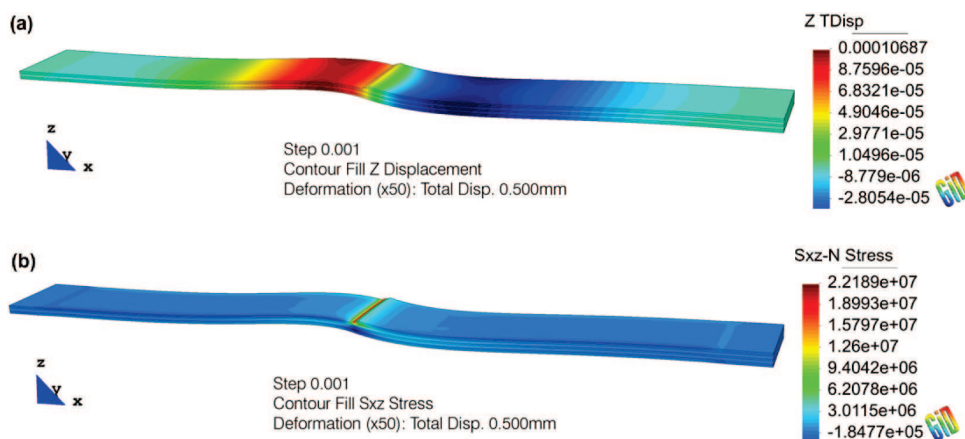 (a)
Z TDisp
0.00010687
8.7596e-05
6.8321e-05
4.9046e-05
2.9771e-05
1.0496e-05
-8.779e-06
-2.8054e-05
GiD
z
y
x
Step 0.001
Contour Fill Z Displacement
Deformation (x50): Total Disp. 0.500mm
(b)
Sxz-N Stress
2.2189e+07
1.8993e+07
1.5797e+07
1.26e+07
9.4042e+06
6.2078e+06
3.0115e+06
-1.8477e+05
GiD
z
y
x
Step 0.001
Contour Fill Sxz Stress
Deformation (x50): Total Disp. 0.500mm